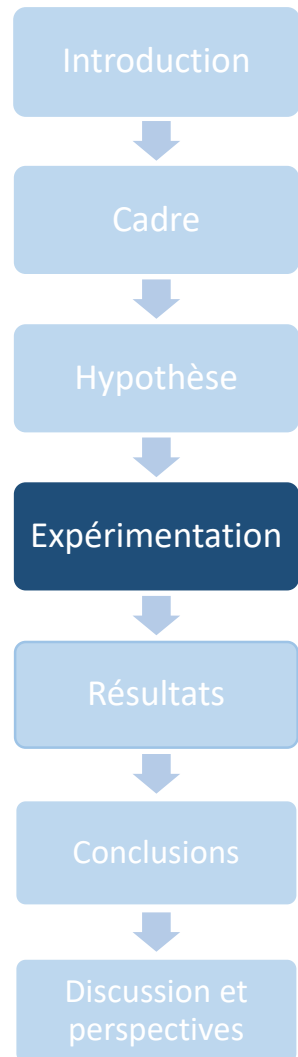 Introduction
Cadre
Hypothèse
Expérimentation
Résultats
Conclusions
Discussion et
perspectives